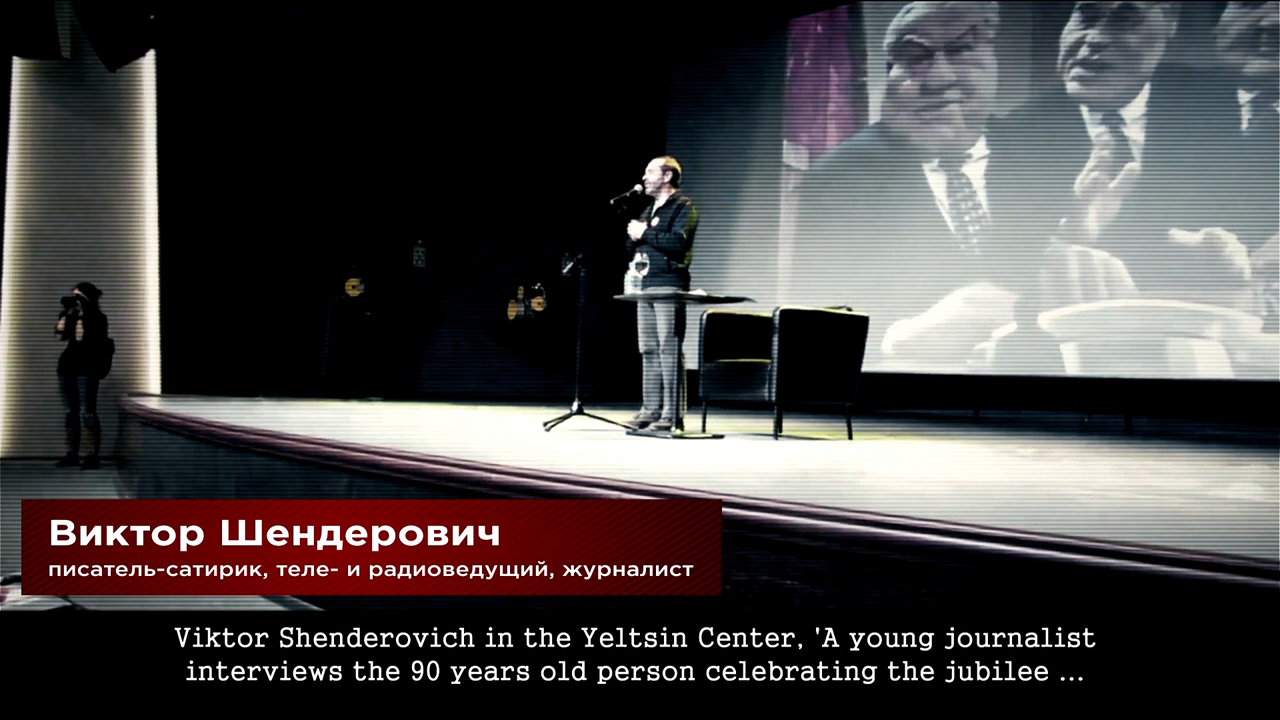 Виктор Шендерович
писатель-сатирик, теле- и радиоведущий, журналист
Viktor Shenderovich in the Yeltsin Center, 'A young journalist
interviews the 90 years old person celebrating the jubilee ...